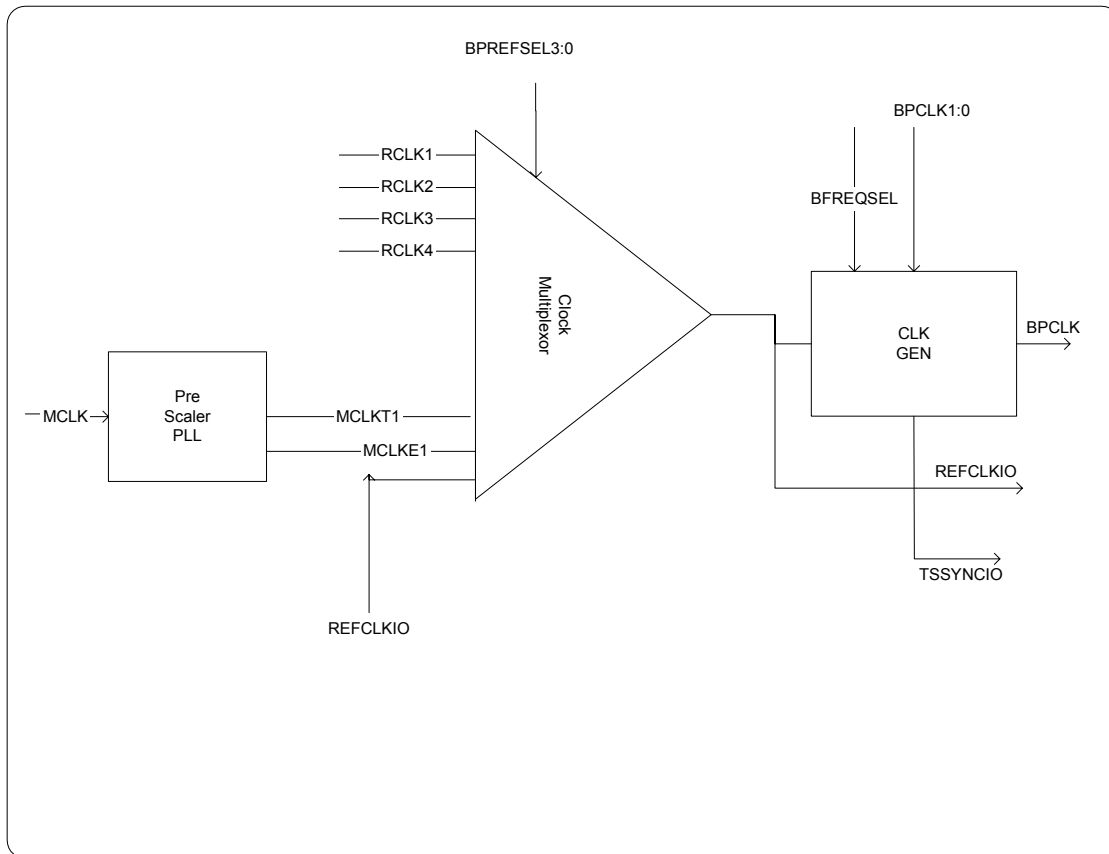 BPREFSEL3:0
BPCLK1:0
RCLK1
RCLK2
BFREQSEL
RCLK3
RCLK4
Clock
Multiplexor
CLK
GEN
BPCLK
Pre
Scaler
PLL
MCLK
MCLKT1
MCLKE1
REFCLKIO
TSSYNCIO
REFCLKIO